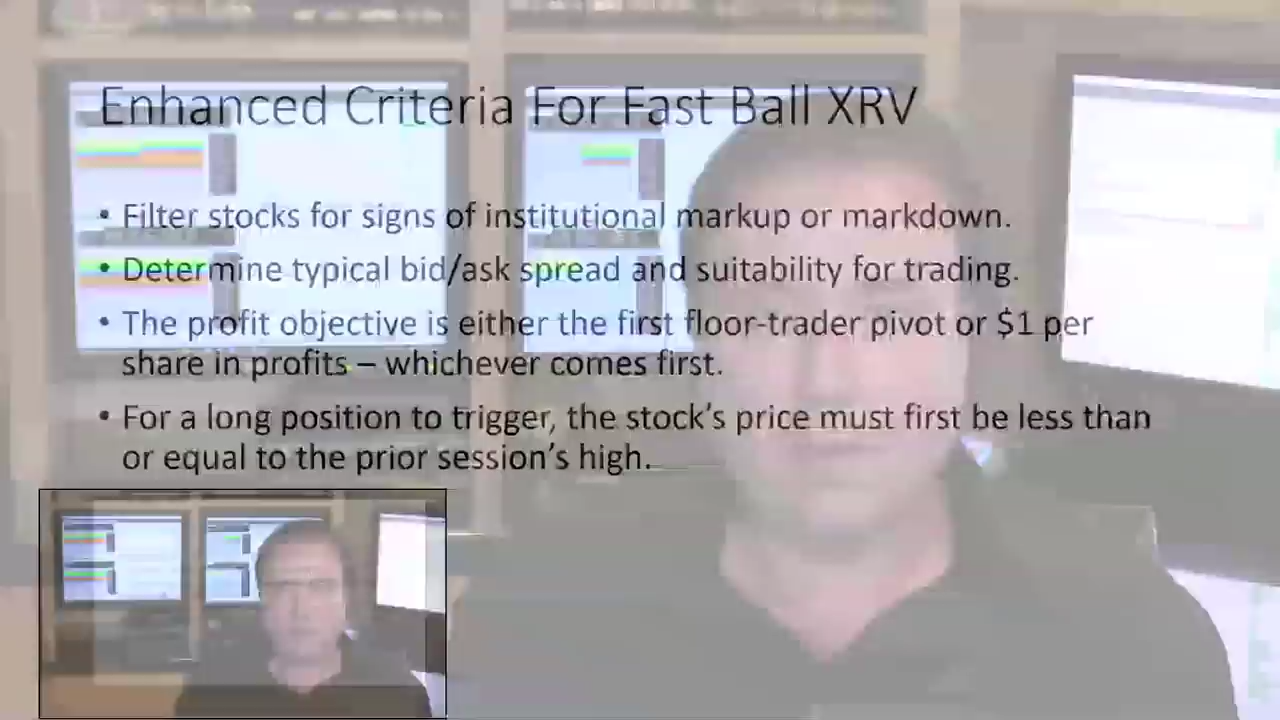 Enhanced Criteria For Fast Ball XRV
• Filter stocks for signs of institutional markup or markdown.
• Determine typical bid/ask spread and suitability for trading.
• The profit objective is either the first floor-trader pivot or $1 per
share in profits – whichever comes first.
• For a long position to trigger, the stock's price must first be less than
or equal to the prior session's high.